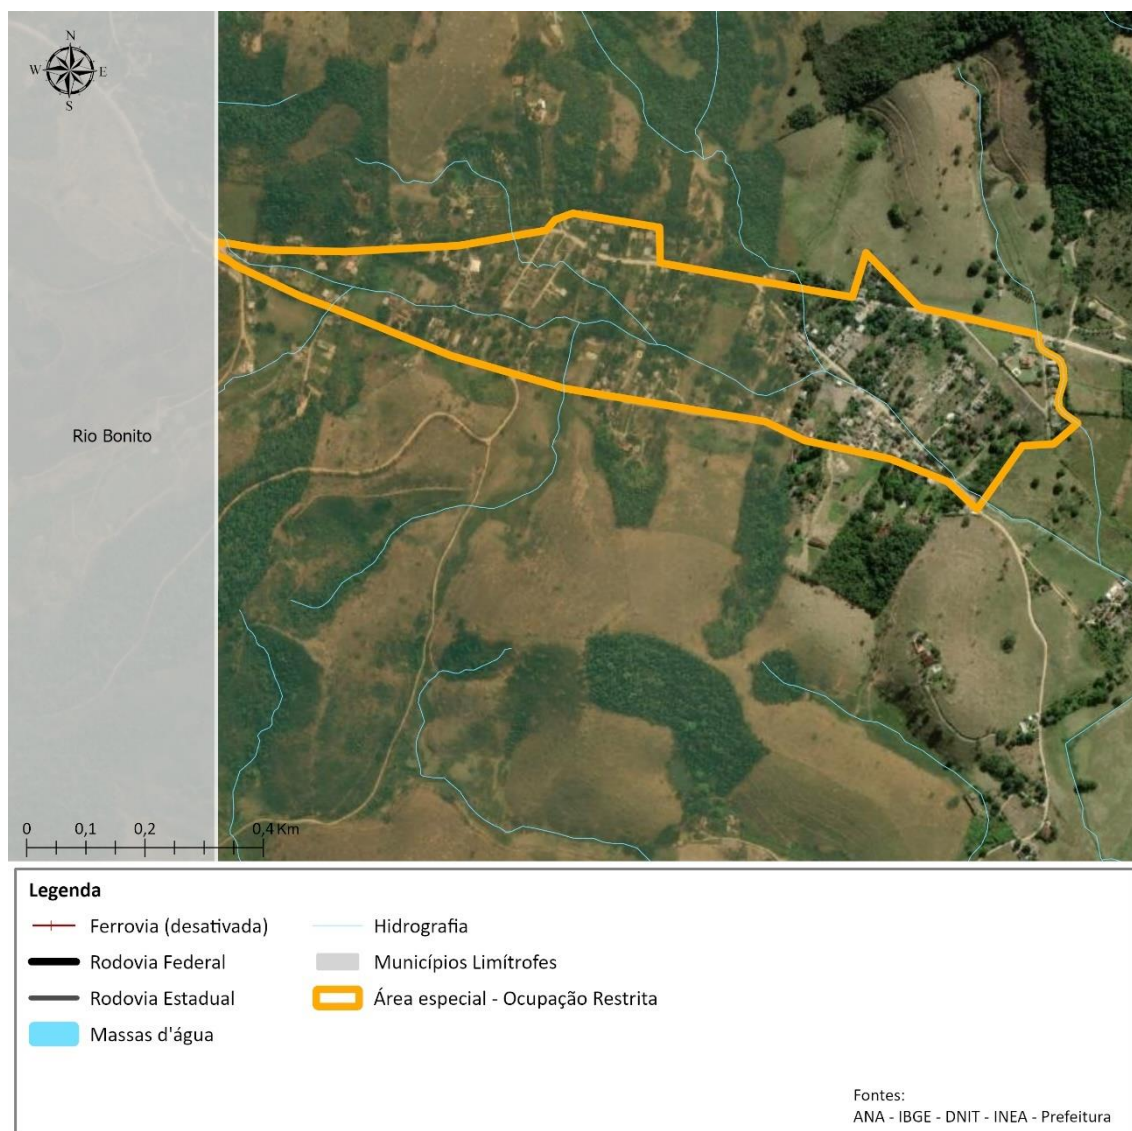 N
W E
S
Rio Bonito
0 0,1 0,2 0,4 Km
Legenda
Ferrovia (desativada)
Rodovia Federal
Rodovia Estadual
Massas d'água
Hidrografia
Municípios Limítrofes
Área especial - Ocupação Restrita
Fontes:
ANA - IBGE - DNIT - INEA - Prefeitura